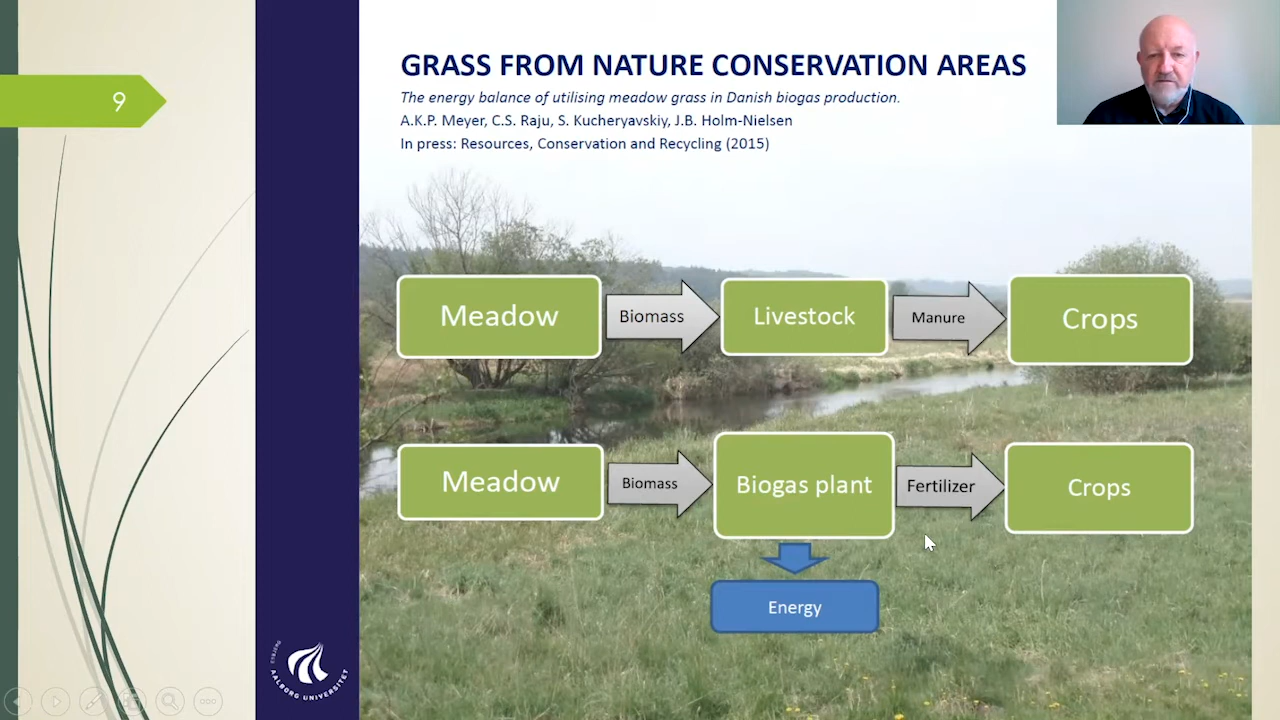 9
GRASS FROM NATURE CONSERVATION AREAS
The energy balance of utilising meadow grass in Danish biogas production.
A.K.P. Meyer, C.S. Raju, S. Kucheryavskiy, J.B. Holm-Nielsen
In press: Resources, Conservation and Recycling (2015)
Meadow
Biomass
Livestock
Manure
Crops
Meadow
Biomass
Biogas plant
Fertilizer
Crops
Energy
AALBORG UNIVERSITET